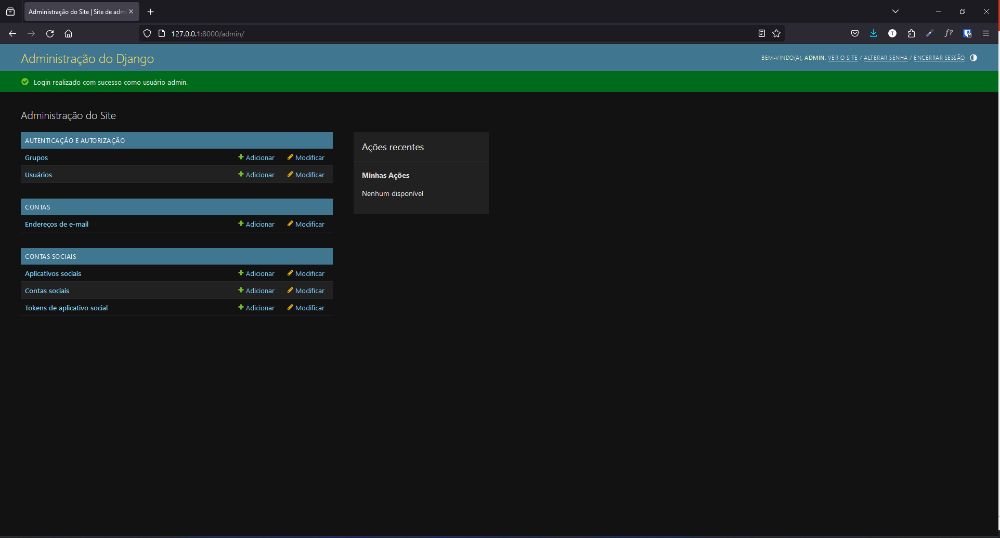 Administração do Site | Site de adm
127.0.0.1:8000/admin/
Administração do Django
BEM-VINDO(A), ADMIN. VER O SITE / ALTERAR SENHA / ENCERRAR SESSÃO
Login realizado com sucesso como usuário admin.
Administração do Site
AUTENTICAÇÃO E AUTORIZAÇÃO
Grupos Adicionar Modificar
Usuários Adicionar Modificar
CONTAS
Endereços de e-mail Adicionar Modificar
CONTAS SOCIAIS
Aplicativos sociais Adicionar Modificar
Contas sociais Adicionar Modificar
Tokens de aplicativo social Adicionar Modificar
Ações recentes
Minhas Ações
Nenhum disponível